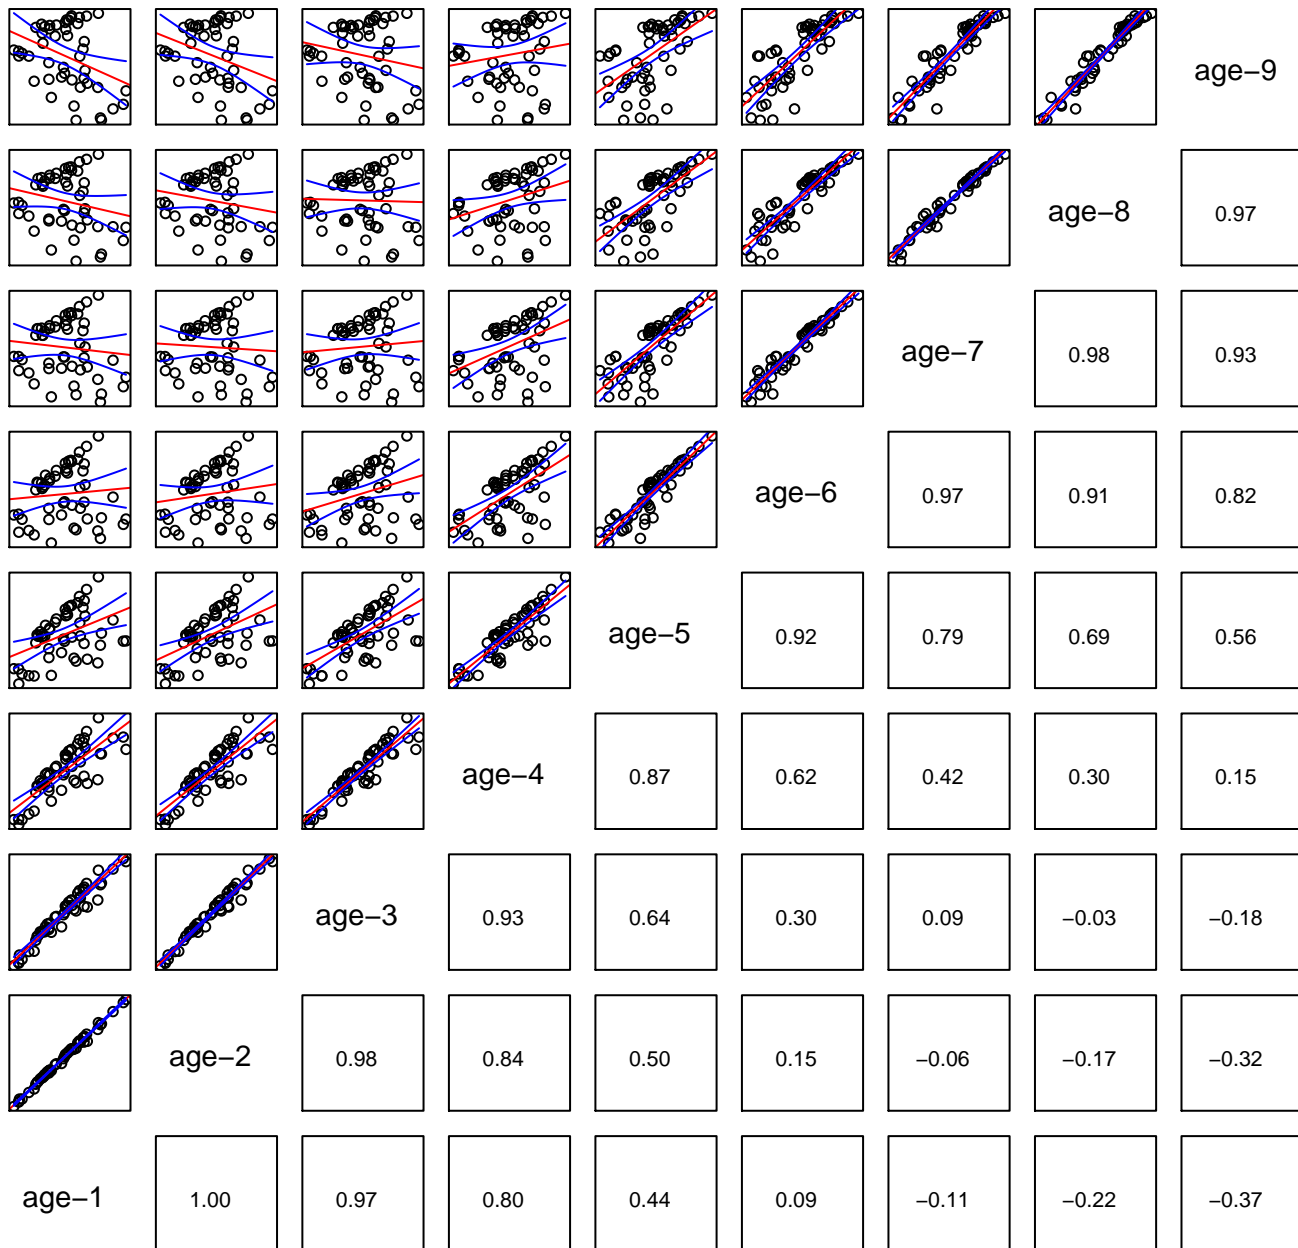 age−9
age−8 0.97
age−7 0.98 0.93
age−6 0.97 0.91 0.82
age−5 0.92 0.79 0.69 0.56
age−4 0.87 0.62 0.42 0.30 0.15
age−3 0.93 0.64 0.30 0.09 −0.03 −0.18
age−2 0.98 0.84 0.50 0.15 −0.06 −0.17 −0.32
age−1 1.00 0.97 0.80 0.44 0.09 −0.11 −0.22 −0.37